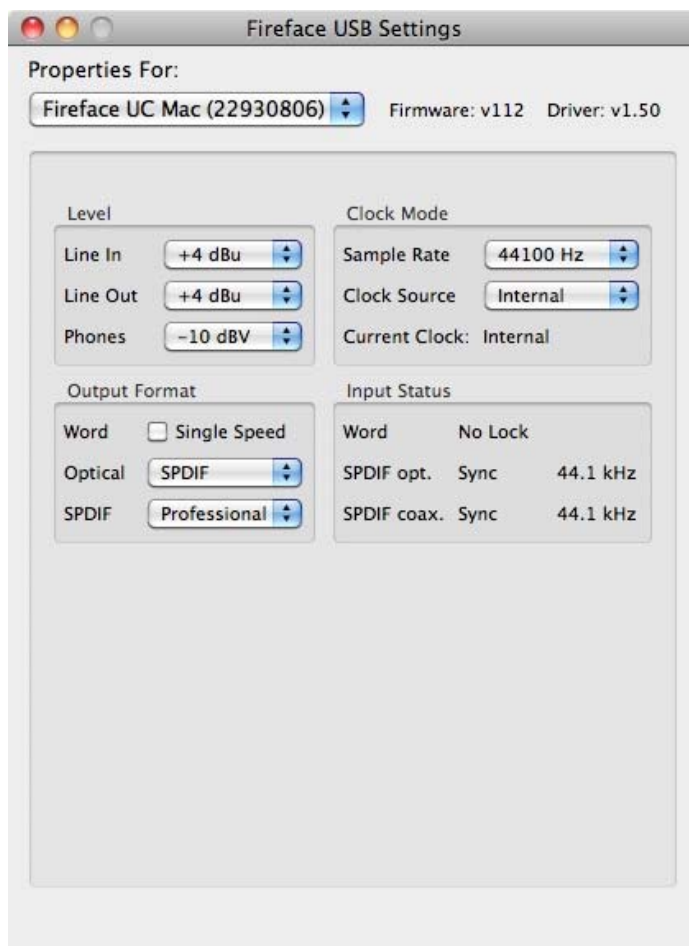 Fireface USB Settings
Properties For:
Fireface UC Mac (22930806) Firmware: v112 Driver: v1.50
Level
Line In +4 dBu
Line Out +4 dBu
Phones -10 dBV
Clock Mode
Sample Rate 44100 Hz
Clock Source Internal
Current Clock: Internal
Output Format
Word Single Speed
Optical SPDIF
SPDIF Professional
Input Status
Word No Lock
SPDIF opt. Sync 44.1 kHz
SPDIF coax. Sync 44.1 kHz